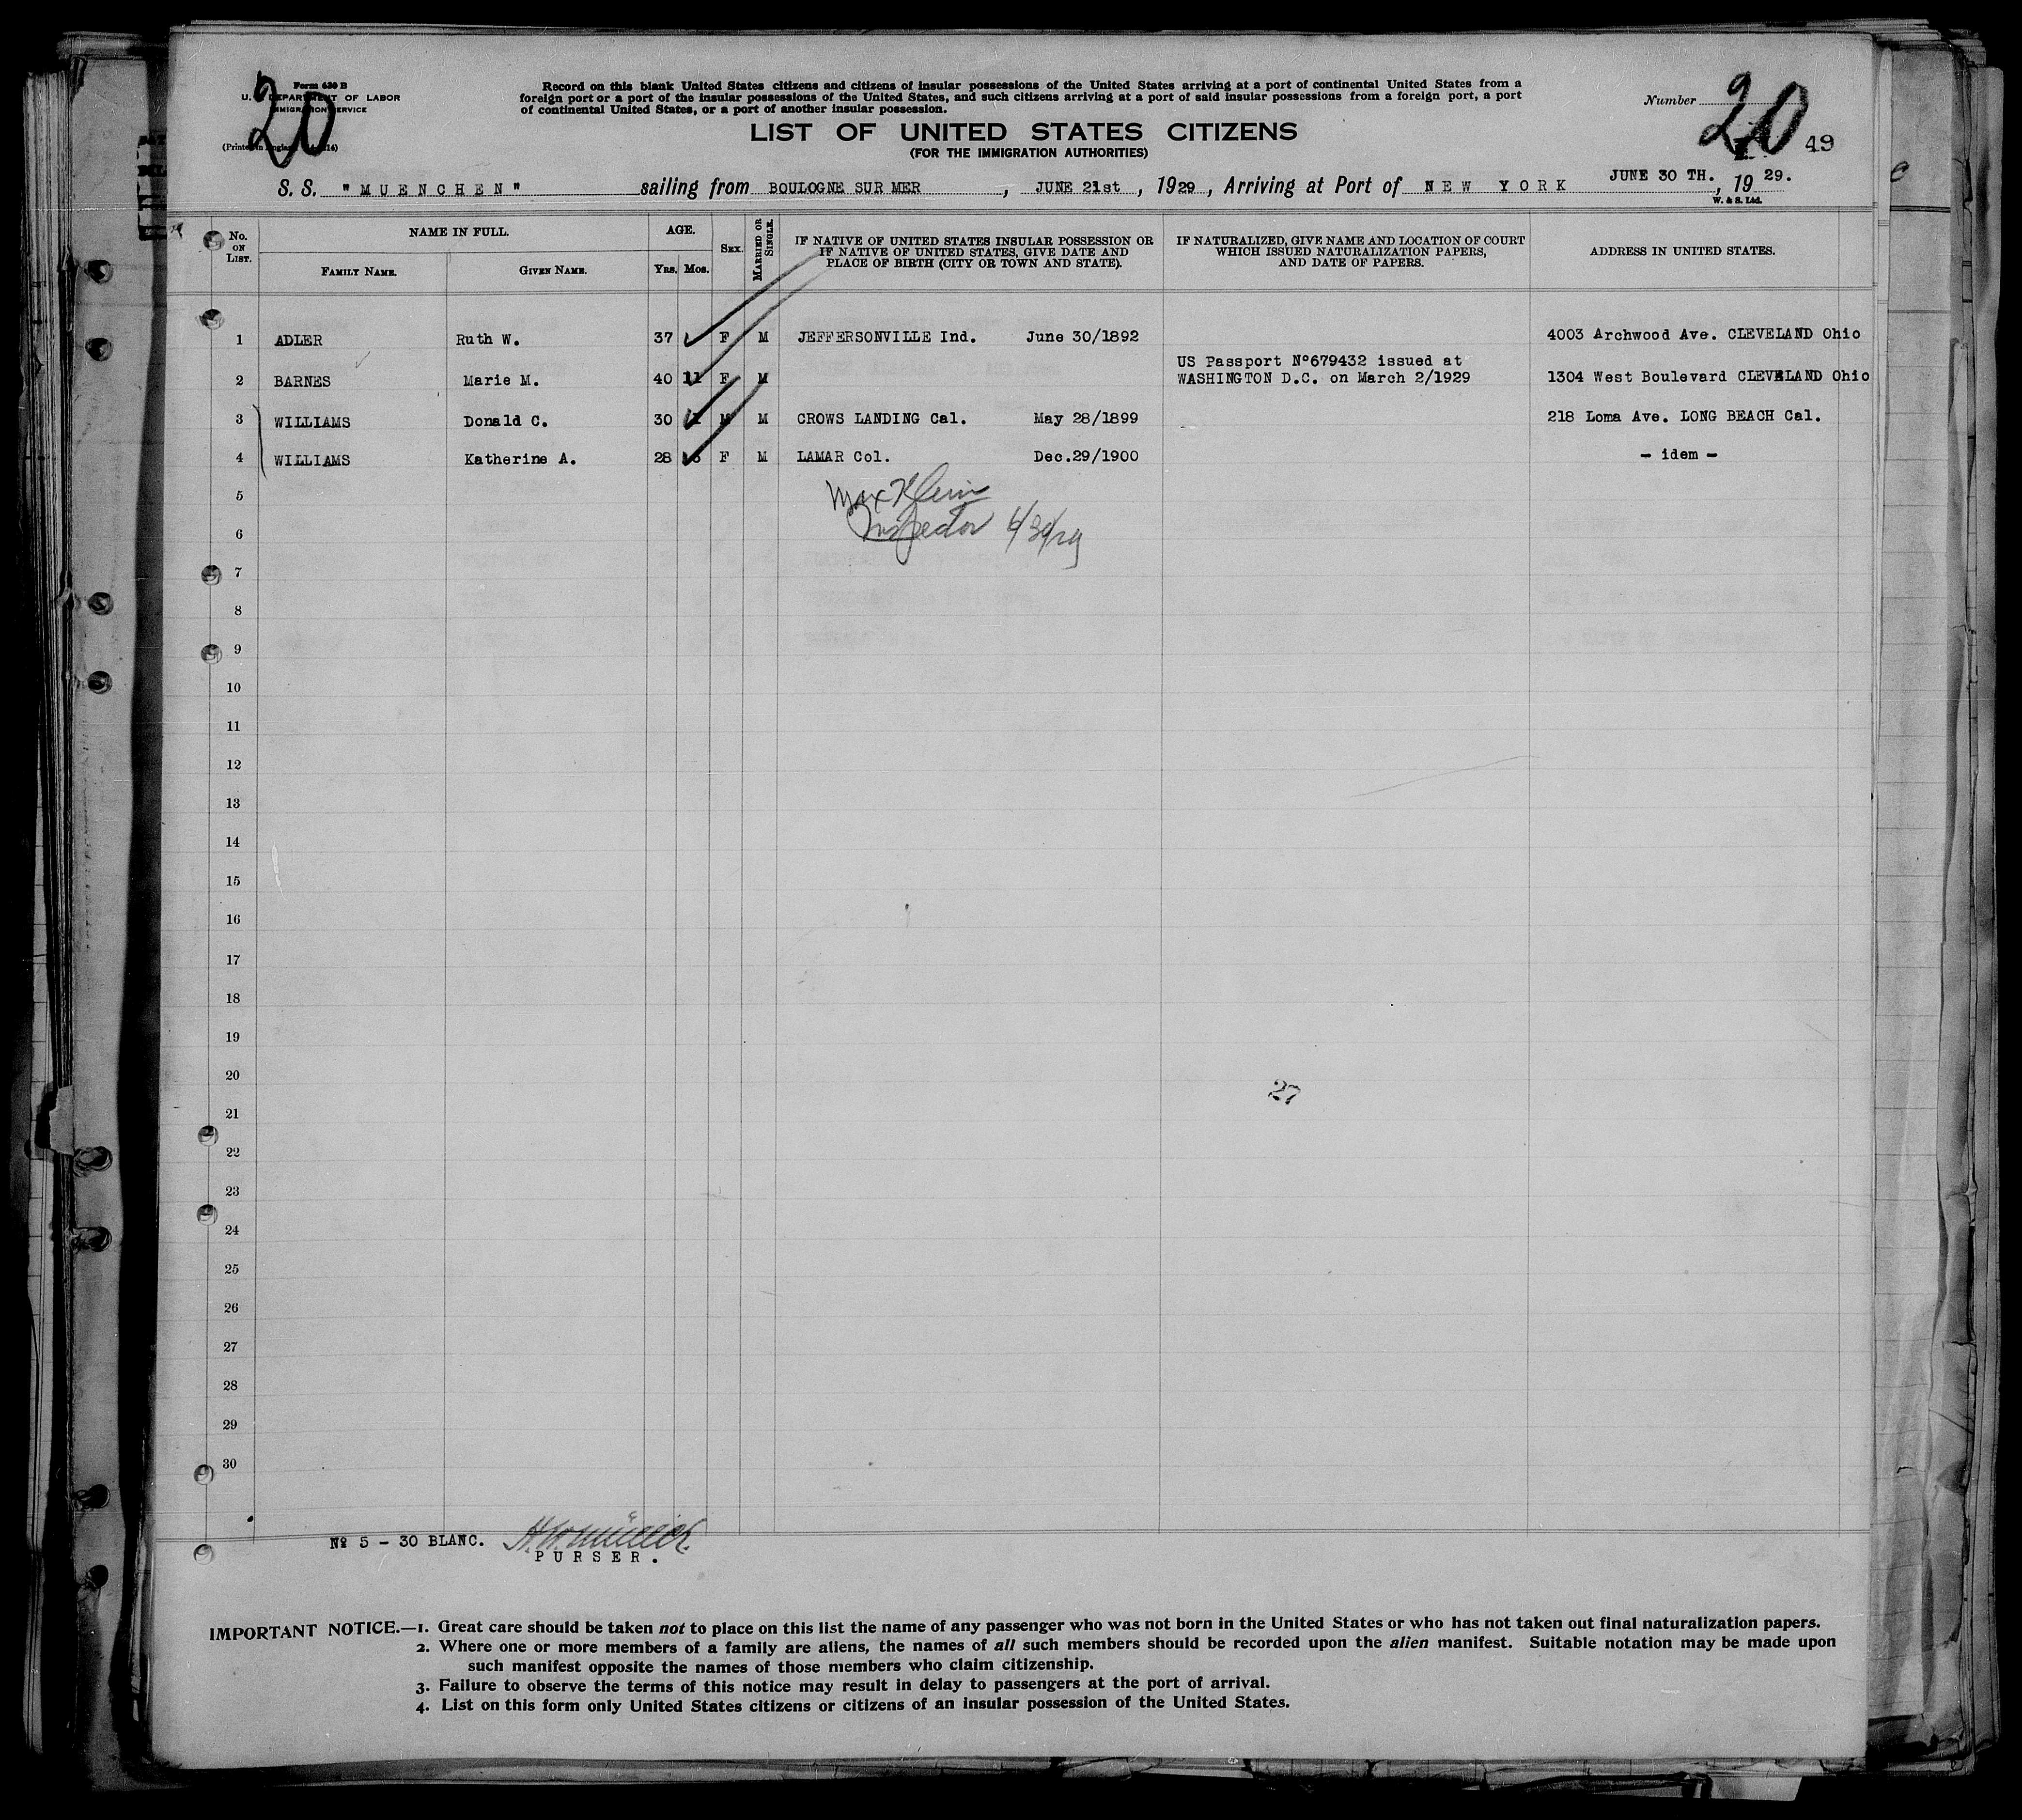 Form 630 B
U. S. DEPARTMENT OF LABOR
IMMIGRATION SERVICE
(Printed in England
20
Record on this blank United States citizens and citizens of insular possessions of the United States arriving at a port of continental United States from a
foreign port or a port of the insular possessions of the United States, and such citizens arriving at a port of said insular possessions from a foreign port, a port
of continental United States, or a port of another insular possession.
Number
20
49
LIST OF UNITED STATES CITIZENS
(FOR THE IMMIGRATION AUTHORITIES)
S. S. "MUENCHEN" sailing from BOULOGNE SUR MER, JUNE 21st, 1929, Arriving at Port of NEW YORK JUNE 30 TH., 1929.
W. & S. Ltd.
No. ON LIST.
NAME IN FULL.
FAMILY NAME. GIVEN NAME.
AGE.
YRS. MOS.
SEX.
MARRIED OR SINGLE.
IF NATIVE OF UNITED STATES INSULAR POSSESSION OR
IF NATIVE OF UNITED STATES, GIVE DATE AND
PLACE OF BIRTH (CITY OR TOWN AND STATE).
IF NATURALIZED, GIVE NAME AND LOCATION OF COURT
WHICH ISSUED NATURALIZATION PAPERS,
AND DATE OF PAPERS.
ADDRESS IN UNITED STATES.
1 ADLER Ruth W. 37 F M JEFFERSONVILLE Ind. June 30/1892 4003 Archwood Ave. CLEVELAND Ohio
US Passport Nº679432 issued at
2 BARNES Marie M. 40 11 F M WASHINGTON D.C. on March 2/1929 1304 West Boulevard CLEVELAND Ohio
3 WILLIAMS Donald C. 30 M M CROWS LANDING Cal. May 28/1899 218 Loma Ave. LONG BEACH Cal.
4 WILLIAMS Katherine A. 28 F M LAMAR Col. Dec.29/1900 - idem -
5
Max Klein
6
Inspector 6/30/29
7
8
9
10
11
12
13
14
15
16
17
18
19
20
27
21
22
23
24
25
26
27
28
29
30
Nº 5 - 30 BLANC.
PURSER.
IMPORTANT NOTICE.—1. Great care should be taken not to place on this list the name of any passenger who was not born in the United States or who has not taken out final naturalization papers.
2. Where one or more members of a family are aliens, the names of all such members should be recorded upon the alien manifest. Suitable notation may be made upon
such manifest opposite the names of those members who claim citizenship.
3. Failure to observe the terms of this notice may result in delay to passengers at the port of arrival.
4. List on this form only United States citizens or citizens of an insular possession of the United States.